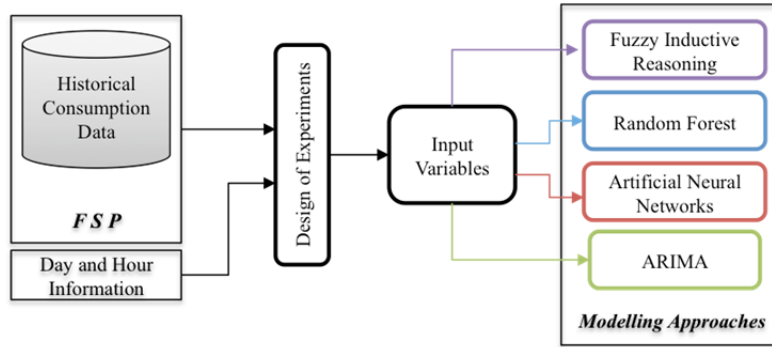 Historical
Consumption
Data
F S P
Day and Hour
Information
Design of Experiments
Input
Variables
Fuzzy Inductive
Reasoning
Random Forest
Artificial Neural
Networks
ARIMA
Modelling Approaches